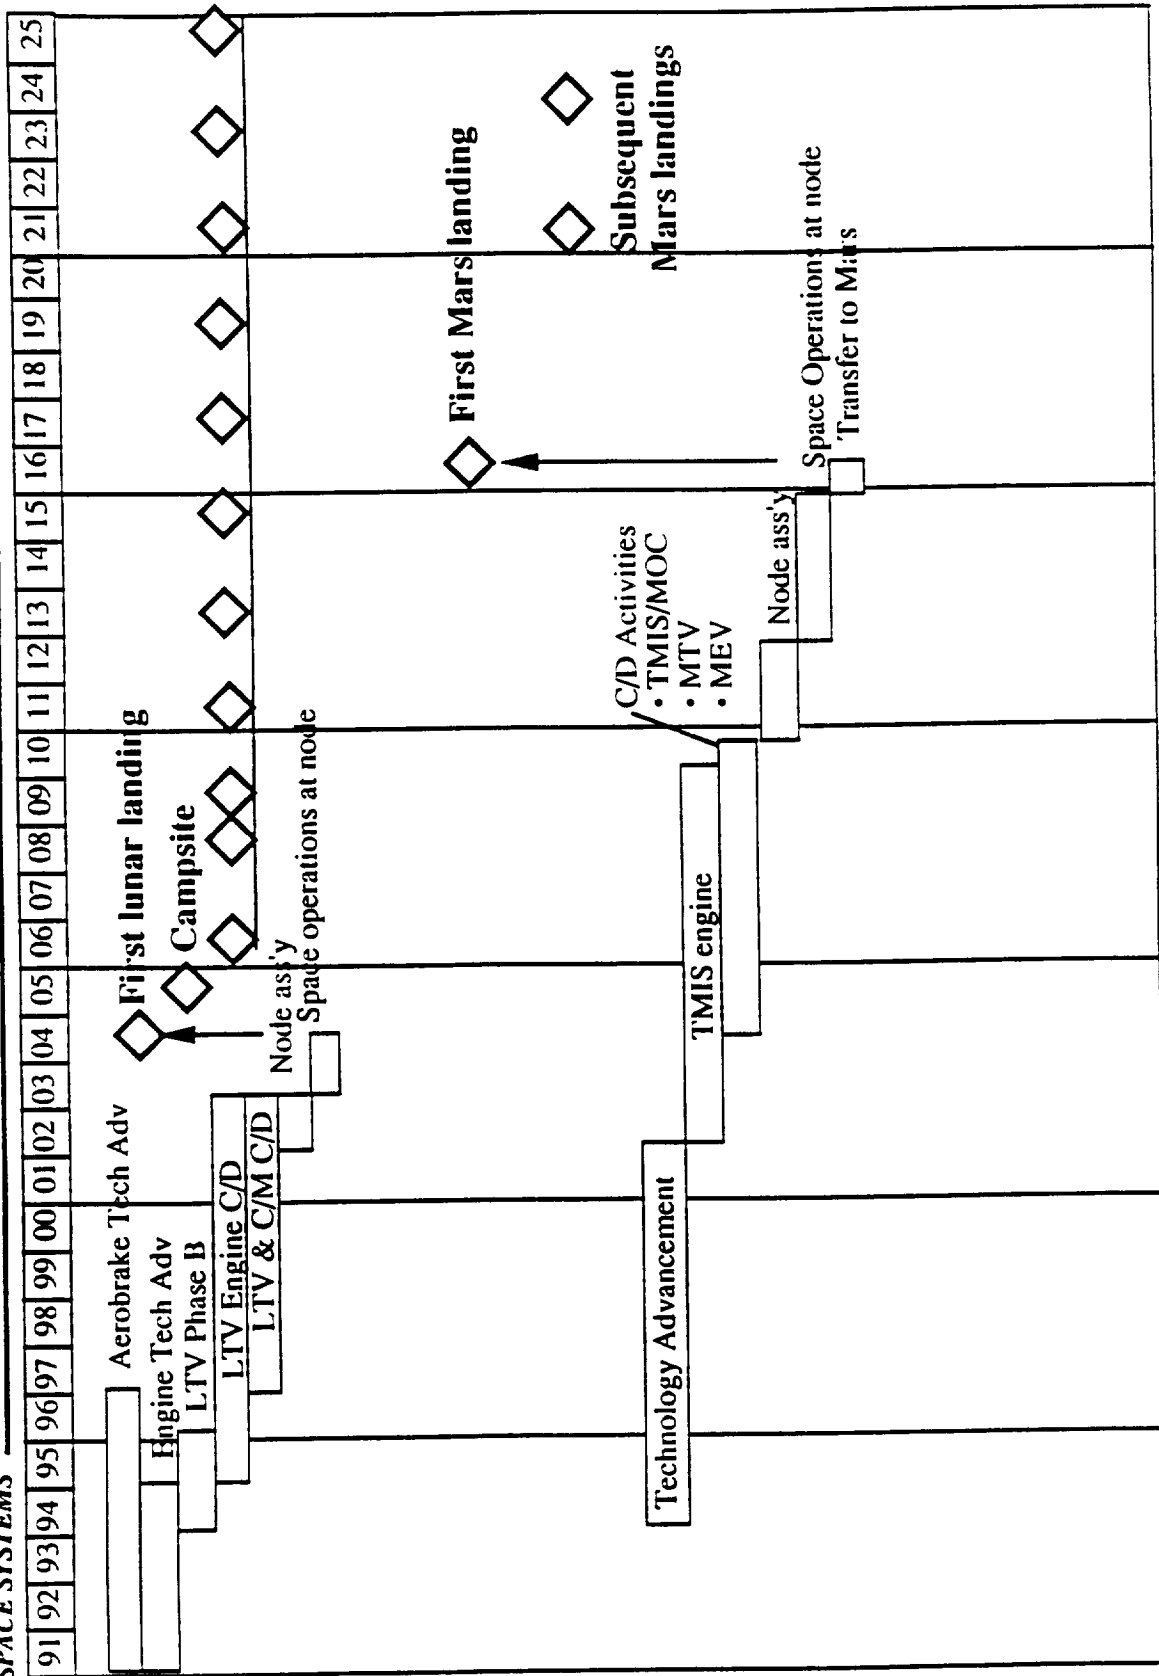 SPACE SYSTEMS
91 92 93 94 95 96 97 98 99 00 01 02 03 04 05 06 07 08 09 10 11 12 13 14 15 16 17 18 19 20 21 22 23 24 25
Aerobrake Tech Adv
First lunar landing
Engine Tech Adv
Campsite
LTV Phase B
LTV Engine C/D
LTV & C/M C/D
Node ass'y
Space operations at node
First Mars landing
Subsequent
Mars landings
Technology Advancement
TMIS engine
C/D Activities
• TMIS/MOC
• MTV
• MEV
Node ass'y
Space Operations at node
Transfer to Mars